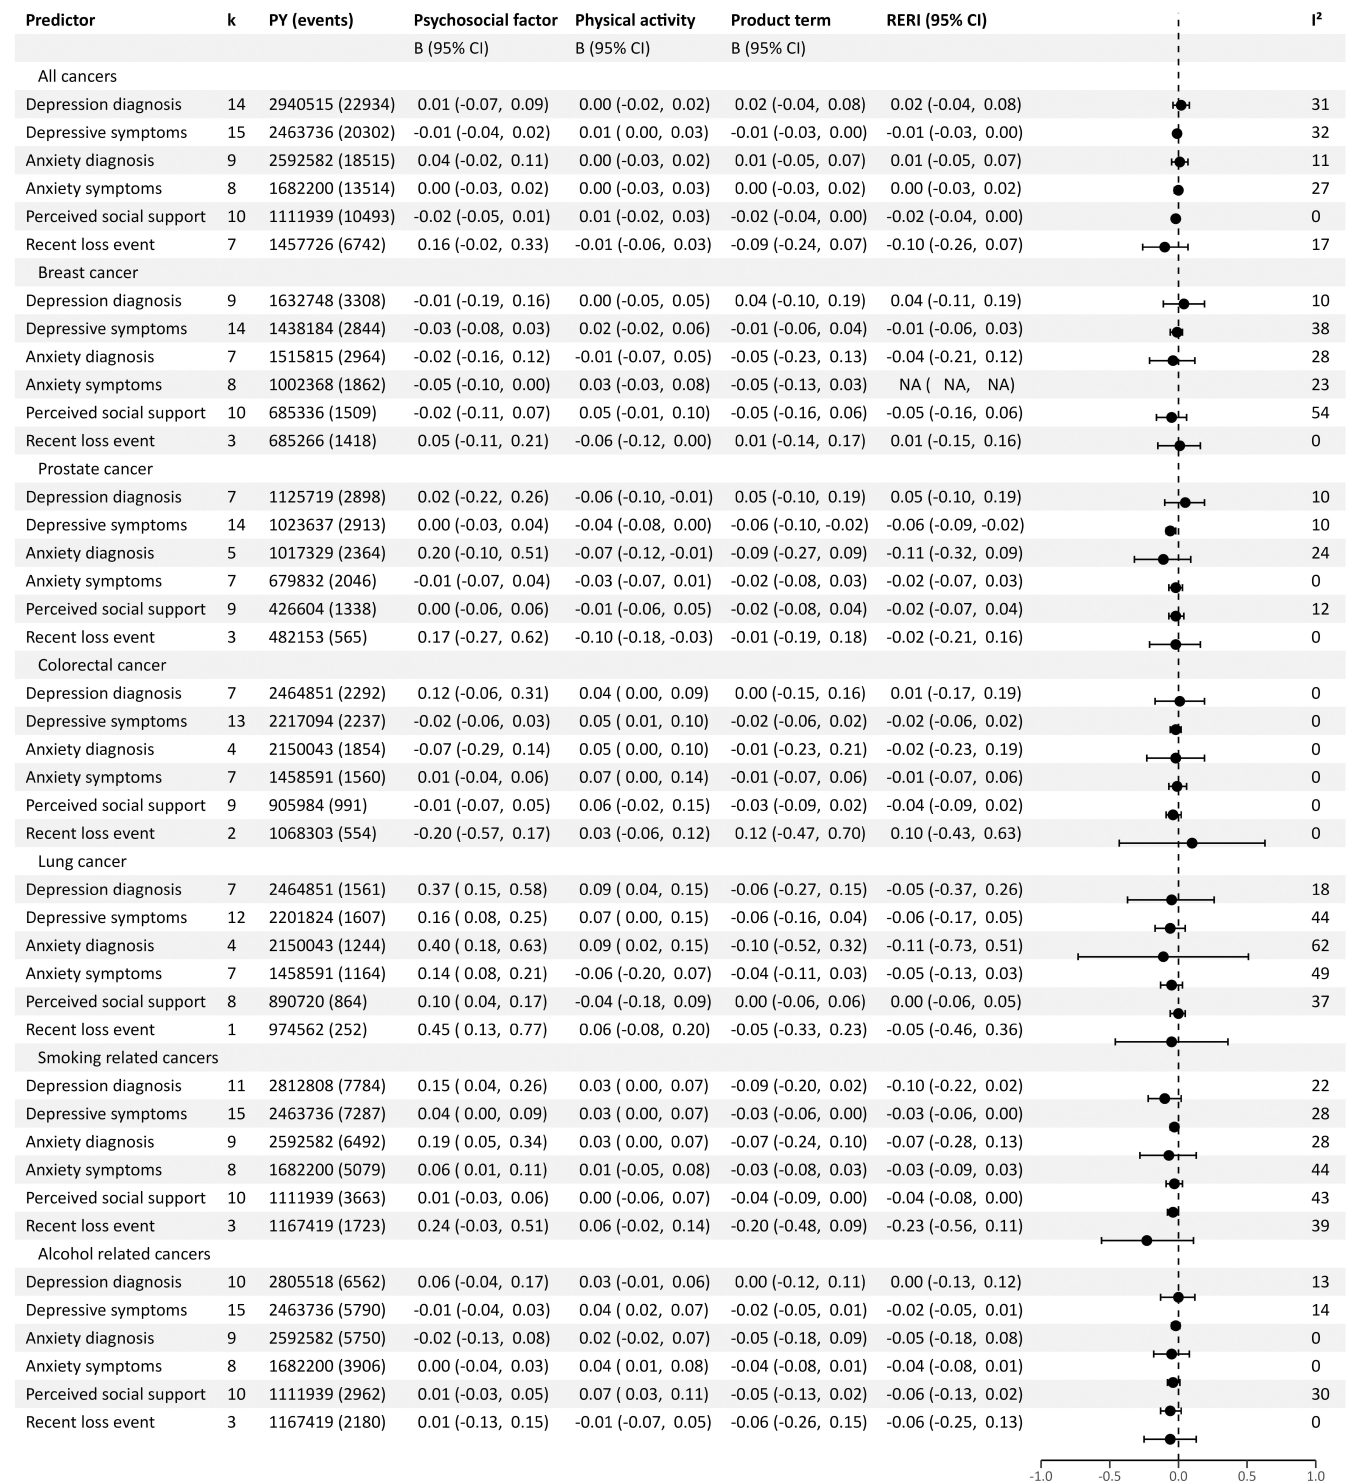 Predictor k PY (events) Psychosocial factor Physical activity Product term RERI (95% CI) I²
B (95% CI) B (95% CI) B (95% CI)
All cancers
Depression diagnosis 14 2940515 (22934) 0.01 (-0.07, 0.09) 0.00 (-0.02, 0.02) 0.02 (-0.04, 0.08) 0.02 (-0.04, 0.08) 31
Depressive symptoms 15 2463736 (20302) -0.01 (-0.04, 0.02) 0.01 ( 0.00, 0.03) -0.01 (-0.03, 0.00) -0.01 (-0.03, 0.00) 32
Anxiety diagnosis 9 2592582 (18515) 0.04 (-0.02, 0.11) 0.00 (-0.03, 0.02) 0.01 (-0.05, 0.07) 0.01 (-0.05, 0.07) 11
Anxiety symptoms 8 1682200 (13514) 0.00 (-0.03, 0.02) 0.00 (-0.03, 0.03) 0.00 (-0.03, 0.02) 0.00 (-0.03, 0.02) 27
Perceived social support 10 1111939 (10493) -0.02 (-0.05, 0.01) 0.01 (-0.02, 0.03) -0.02 (-0.04, 0.00) -0.02 (-0.04, 0.00) 0
Recent loss event 7 1457726 (6742) 0.16 (-0.02, 0.33) -0.01 (-0.06, 0.03) -0.09 (-0.24, 0.07) -0.10 (-0.26, 0.07) 17
Breast cancer
Depression diagnosis 9 1632748 (3308) -0.01 (-0.19, 0.16) 0.00 (-0.05, 0.05) 0.04 (-0.10, 0.19) 0.04 (-0.11, 0.19) 10
Depressive symptoms 14 1438184 (2844) -0.03 (-0.08, 0.03) 0.02 (-0.02, 0.06) -0.01 (-0.06, 0.04) -0.01 (-0.06, 0.03) 38
Anxiety diagnosis 7 1515815 (2964) -0.02 (-0.16, 0.12) -0.01 (-0.07, 0.05) -0.05 (-0.23, 0.13) -0.04 (-0.21, 0.12) 28
Anxiety symptoms 8 1002368 (1862) -0.05 (-0.10, 0.00) 0.03 (-0.03, 0.08) -0.05 (-0.13, 0.03) NA ( NA, NA) 23
Perceived social support 10 685336 (1509) -0.02 (-0.11, 0.07) 0.05 (-0.01, 0.10) -0.05 (-0.16, 0.06) -0.05 (-0.16, 0.06) 54
Recent loss event 3 685266 (1418) 0.05 (-0.11, 0.21) -0.06 (-0.12, 0.00) 0.01 (-0.14, 0.17) 0.01 (-0.15, 0.16) 0
Prostate cancer
Depression diagnosis 7 1125719 (2898) 0.02 (-0.22, 0.26) -0.06 (-0.10, -0.01) 0.05 (-0.10, 0.19) 0.05 (-0.10, 0.19) 10
Depressive symptoms 14 1023637 (2913) 0.00 (-0.03, 0.04) -0.04 (-0.08, 0.00) -0.06 (-0.10, -0.02) -0.06 (-0.09, -0.02) 10
Anxiety diagnosis 5 1017329 (2364) 0.20 (-0.10, 0.51) -0.07 (-0.12, -0.01) -0.09 (-0.27, 0.09) -0.11 (-0.32, 0.09) 24
Anxiety symptoms 7 679832 (2046) -0.01 (-0.07, 0.04) -0.03 (-0.07, 0.01) -0.02 (-0.08, 0.03) -0.02 (-0.07, 0.03) 0
Perceived social support 9 426604 (1338) 0.00 (-0.06, 0.06) -0.01 (-0.06, 0.05) -0.02 (-0.08, 0.04) -0.02 (-0.07, 0.04) 12
Recent loss event 3 482153 (565) 0.17 (-0.27, 0.62) -0.10 (-0.18, -0.03) -0.01 (-0.19, 0.18) -0.02 (-0.21, 0.16) 0
Colorectal cancer
Depression diagnosis 7 2464851 (2292) 0.12 (-0.06, 0.31) 0.04 ( 0.00, 0.09) 0.00 (-0.15, 0.16) 0.01 (-0.17, 0.19) 0
Depressive symptoms 13 2217094 (2237) -0.02 (-0.06, 0.03) 0.05 ( 0.01, 0.10) -0.02 (-0.06, 0.02) -0.02 (-0.06, 0.02) 0
Anxiety diagnosis 4 2150043 (1854) -0.07 (-0.29, 0.14) 0.05 ( 0.00, 0.10) -0.01 (-0.23, 0.21) -0.02 (-0.23, 0.19) 0
Anxiety symptoms 7 1458591 (1560) 0.01 (-0.04, 0.06) 0.07 ( 0.00, 0.14) -0.01 (-0.07, 0.06) -0.01 (-0.07, 0.06) 0
Perceived social support 9 905984 (991) -0.01 (-0.07, 0.05) 0.06 (-0.02, 0.15) -0.03 (-0.09, 0.02) -0.04 (-0.09, 0.02) 0
Recent loss event 2 1068303 (554) -0.20 (-0.57, 0.17) 0.03 (-0.06, 0.12) 0.12 (-0.47, 0.70) 0.10 (-0.43, 0.63) 0
Lung cancer
Depression diagnosis 7 2464851 (1561) 0.37 ( 0.15, 0.58) 0.09 ( 0.04, 0.15) -0.06 (-0.27, 0.15) -0.05 (-0.37, 0.26) 18
Depressive symptoms 12 2201824 (1607) 0.16 ( 0.08, 0.25) 0.07 ( 0.00, 0.15) -0.06 (-0.16, 0.04) -0.06 (-0.17, 0.05) 44
Anxiety diagnosis 4 2150043 (1244) 0.40 ( 0.18, 0.63) 0.09 ( 0.02, 0.15) -0.10 (-0.52, 0.32) -0.11 (-0.73, 0.51) 62
Anxiety symptoms 7 1458591 (1164) 0.14 ( 0.08, 0.21) -0.06 (-0.20, 0.07) -0.04 (-0.11, 0.03) -0.05 (-0.13, 0.03) 49
Perceived social support 8 890720 (864) 0.10 ( 0.04, 0.17) -0.04 (-0.18, 0.09) 0.00 (-0.06, 0.06) 0.00 (-0.06, 0.05) 37
Recent loss event 1 974562 (252) 0.45 ( 0.13, 0.77) 0.06 (-0.08, 0.20) -0.05 (-0.33, 0.23) -0.05 (-0.46, 0.36)
Smoking related cancers
Depression diagnosis 11 2812808 (7784) 0.15 ( 0.04, 0.26) 0.03 ( 0.00, 0.07) -0.09 (-0.20, 0.02) -0.10 (-0.22, 0.02) 22
Depressive symptoms 15 2463736 (7287) 0.04 ( 0.00, 0.09) 0.03 ( 0.00, 0.07) -0.03 (-0.06, 0.00) -0.03 (-0.06, 0.00) 28
Anxiety diagnosis 9 2592582 (6492) 0.19 ( 0.05, 0.34) 0.03 ( 0.00, 0.07) -0.07 (-0.24, 0.10) -0.07 (-0.28, 0.13) 28
Anxiety symptoms 8 1682200 (5079) 0.06 ( 0.01, 0.11) 0.01 (-0.05, 0.08) -0.03 (-0.08, 0.03) -0.03 (-0.09, 0.03) 44
Perceived social support 10 1111939 (3663) 0.01 (-0.03, 0.06) 0.00 (-0.06, 0.07) -0.04 (-0.09, 0.00) -0.04 (-0.08, 0.00) 43
Recent loss event 3 1167419 (1723) 0.24 (-0.03, 0.51) 0.06 (-0.02, 0.14) -0.20 (-0.48, 0.09) -0.23 (-0.56, 0.11) 39
Alcohol related cancers
Depression diagnosis 10 2805518 (6562) 0.06 (-0.04, 0.17) 0.03 (-0.01, 0.06) 0.00 (-0.12, 0.11) 0.00 (-0.13, 0.12) 13
Depressive symptoms 15 2463736 (5790) -0.01 (-0.04, 0.03) 0.04 ( 0.02, 0.07) -0.02 (-0.05, 0.01) -0.02 (-0.05, 0.01) 14
Anxiety diagnosis 9 2592582 (5750) -0.02 (-0.13, 0.08) 0.02 (-0.02, 0.07) -0.05 (-0.18, 0.09) -0.05 (-0.18, 0.08) 0
Anxiety symptoms 8 1682200 (3906) 0.00 (-0.04, 0.03) 0.04 ( 0.01, 0.08) -0.04 (-0.08, 0.01) -0.04 (-0.08, 0.01) 0
Perceived social support 10 1111939 (2962) 0.01 (-0.03, 0.05) 0.07 ( 0.03, 0.11) -0.05 (-0.13, 0.02) -0.06 (-0.13, 0.02) 30
Recent loss event 3 1167419 (2180) 0.01 (-0.13, 0.15) -0.01 (-0.07, 0.05) -0.06 (-0.26, 0.15) -0.06 (-0.25, 0.13) 0
-1.0 -0.5 0.0 0.5 1.0